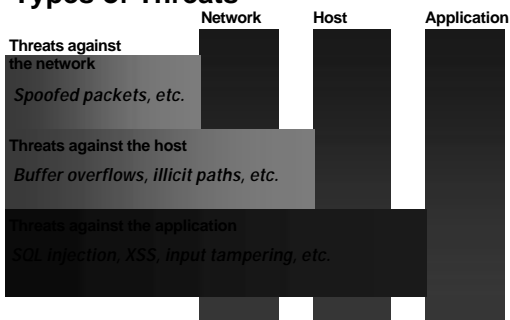 Types of Threats
Network Host Application
Threats against
the network
Spoofed packets, etc.
Threats against the host
Buffer overflows, illicit paths, etc.
Threats against the application
SQL injection, XSS, input tampering, etc.